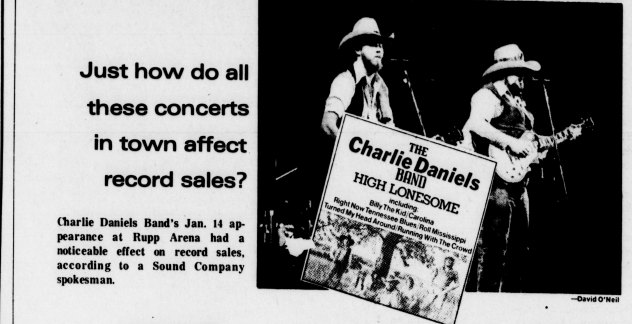 Just how do all
these concerts
in town affect
record sales?
Charlie Daniels Band's Jan. 14 ap-
pearance at Rupp Arena had a
noticeable effect on record sales,
according to a Sound Company
spokesman.
THE
Charlie Daniels
BAND
HIGH LONESOME
including:
Billy The Kid/Carolina
Right Now Tennessee Blues/Roll Mississippi
Turned My Head Around/Running With The Crowd
—David O'Neil